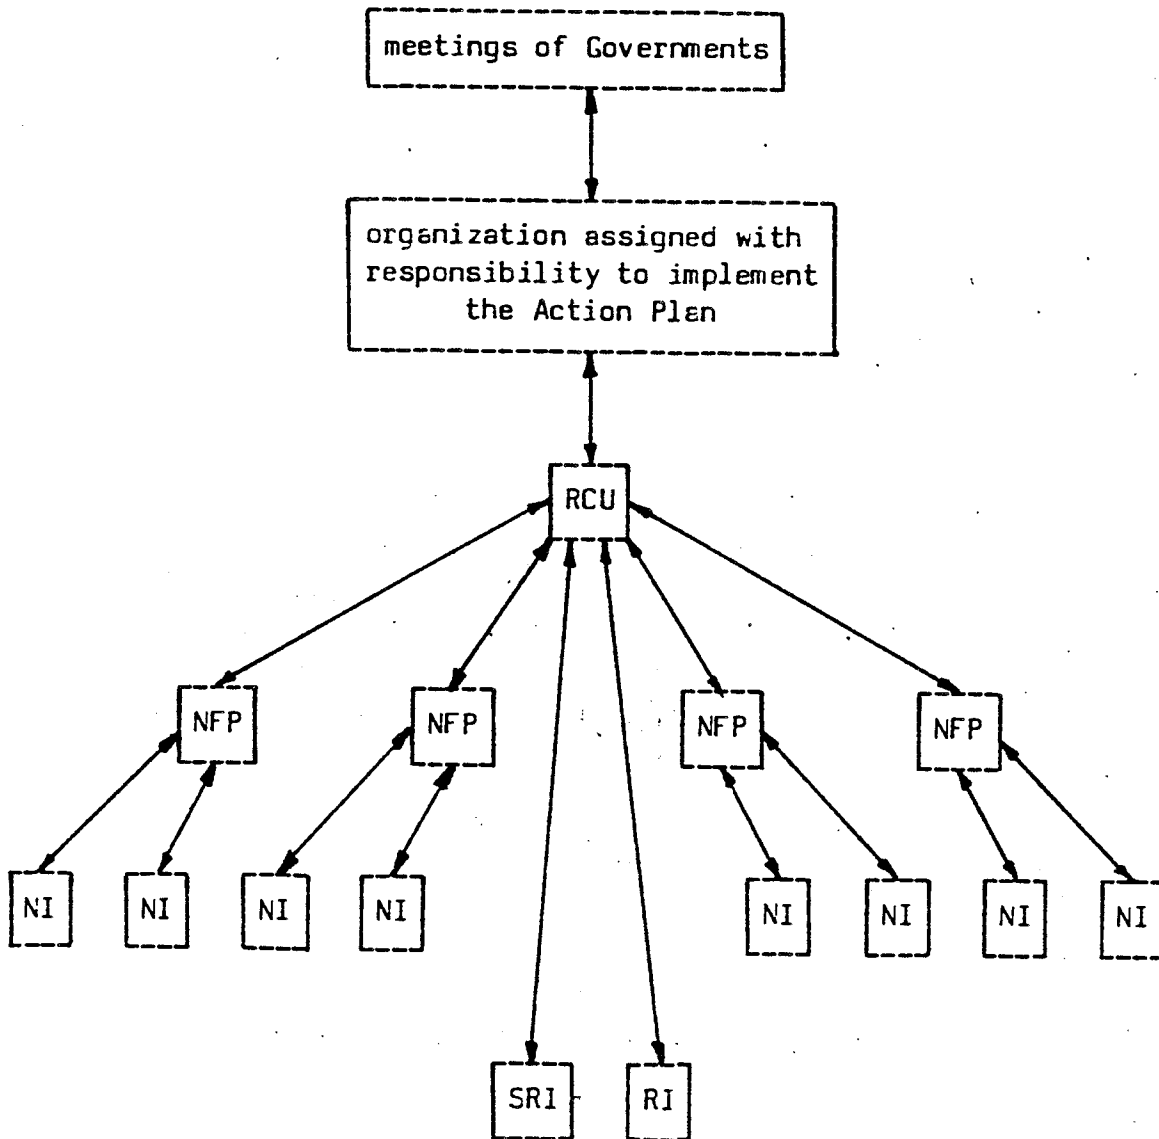 meetings of Governments
organization assigned with
responsibility to implement
the Action Plan
RCU
NFP
NFP
NFP
NFP
NI
NI
NI
NI
NI
NI
NI
NI
SRI
RI